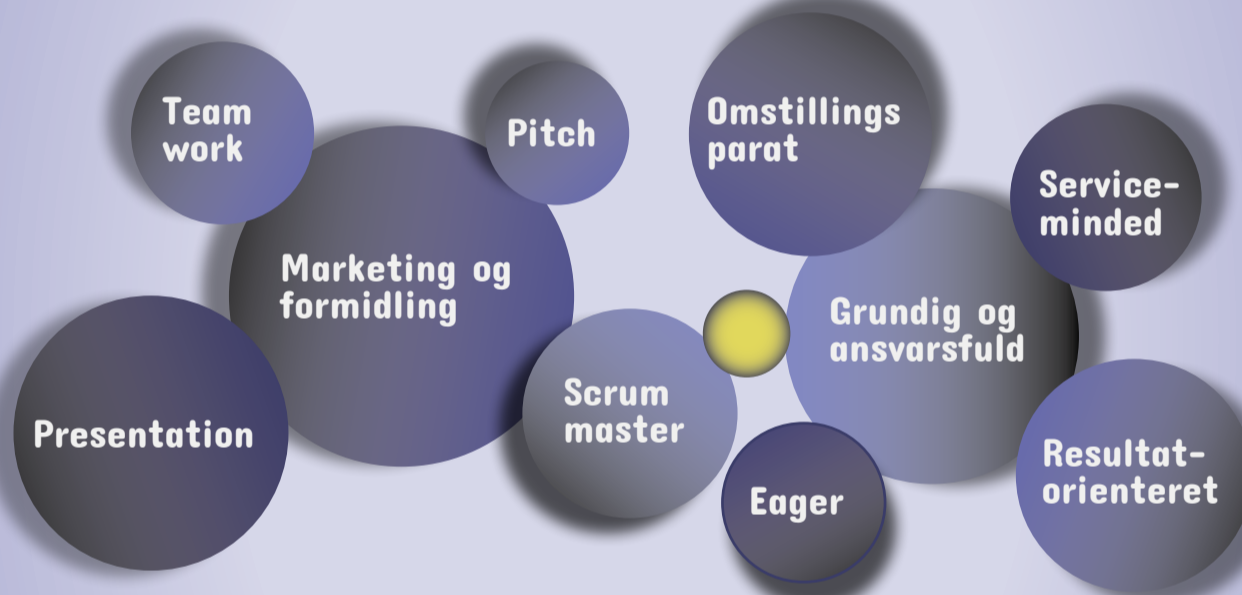 Team
work
Pitch
Omstillings
parat
Service-
minded
Marketing og
formidling
Grundig og
ansvarsfuld
Presentation
Scrum
master
Eager
Resultat-
orienteret